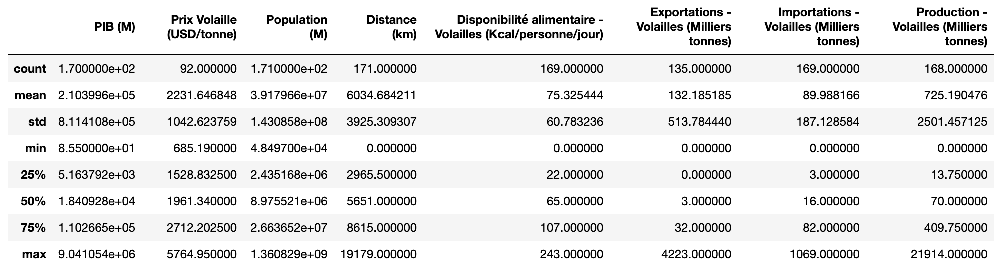 PIB (M) Prix Volaille (USD/tonne) Population (M) Distance (km) Disponibilité alimentaire - Volailles (Kcal/personne/jour) Exportations - Volailles (Milliers tonnes) Importations - Volailles (Milliers tonnes) Production - Volailles (Milliers tonnes)
count 1.700000e+02 92.000000 1.710000e+02 171.000000 169.000000 135.000000 169.000000 168.000000
mean 2.103996e+05 2231.646848 3.917966e+07 6034.684211 75.325444 132.185185 89.988166 725.190476
std 8.114108e+05 1042.623759 1.430858e+08 3925.309307 60.783236 513.784440 187.128584 2501.457125
min 8.550000e+01 685.190000 4.849700e+04 0.000000 0.000000 0.000000 0.000000 0.000000
25% 5.163792e+03 1528.832500 2.435168e+06 2965.500000 22.000000 0.000000 3.000000 13.750000
50% 1.840928e+04 1961.340000 8.975521e+06 5651.000000 65.000000 3.000000 16.000000 70.000000
75% 1.102665e+05 2712.202500 2.663652e+07 8615.000000 107.000000 32.000000 82.000000 409.750000
max 9.041054e+06 5764.950000 1.360829e+09 19179.000000 243.000000 4223.000000 1069.000000 21914.000000